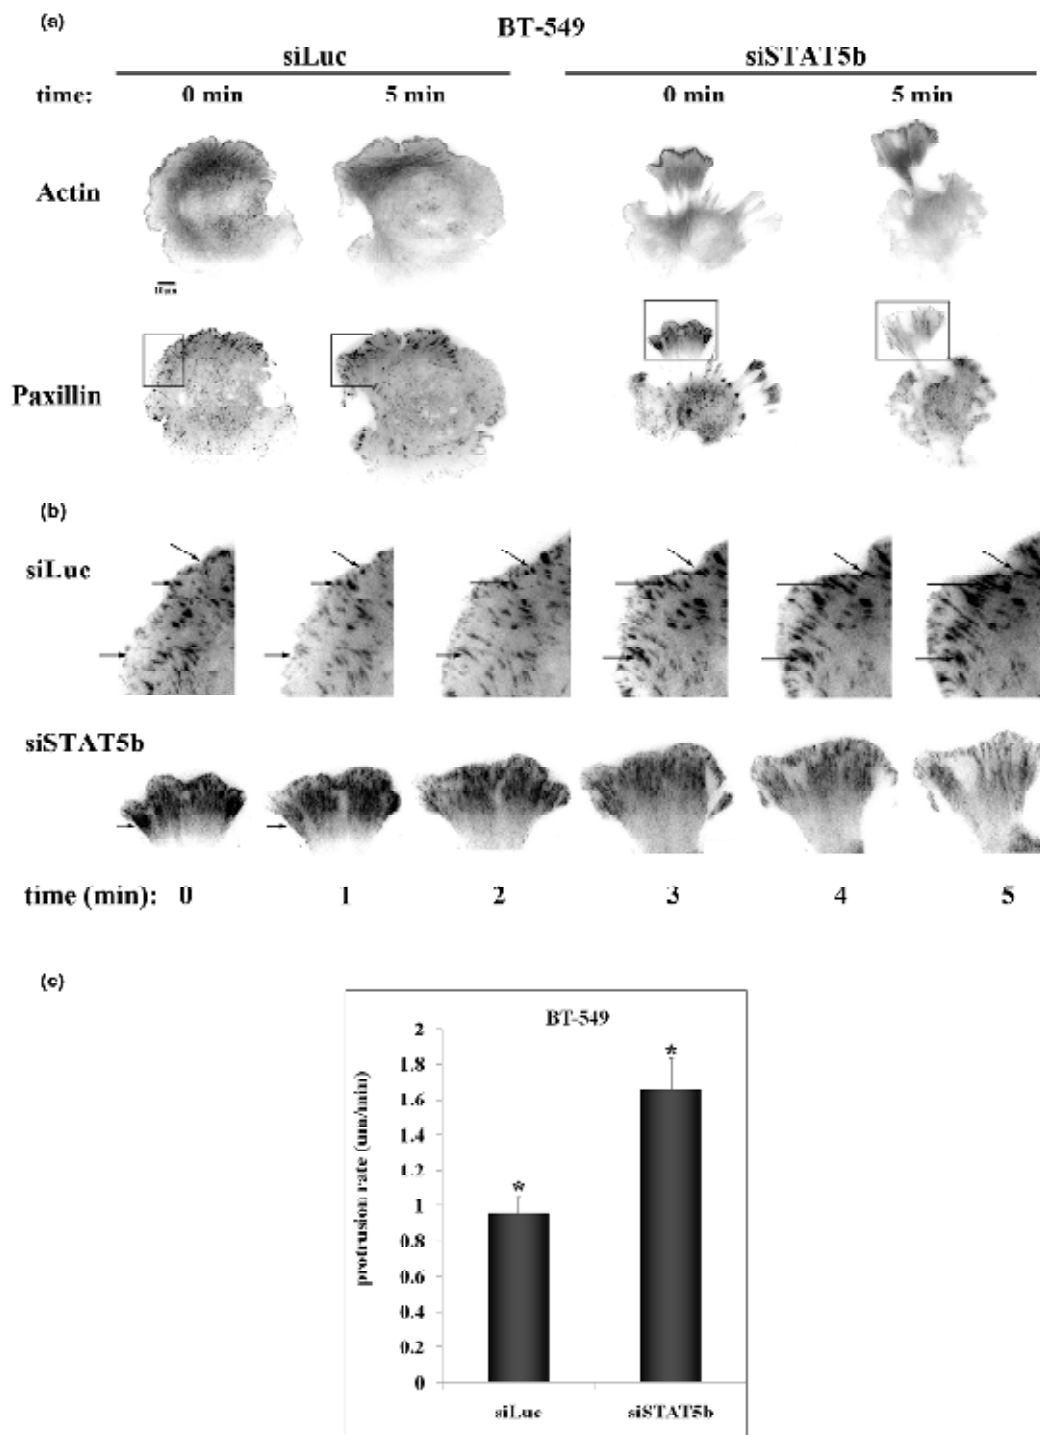 (a)
BT-549
siLuc siSTAT5b
time: 0 min 5 min 0 min 5 min
Actin
Paxillin
(b)
siLuc
siSTAT5b
time (min): 0 1 2 3 4 5
(c)
BT-549
protrusion rate (um/min)
2
1.8
1.6
1.4
1.2
1
0.8
0.6
0.4
0.2
0
* *
siLuc siSTAT5b